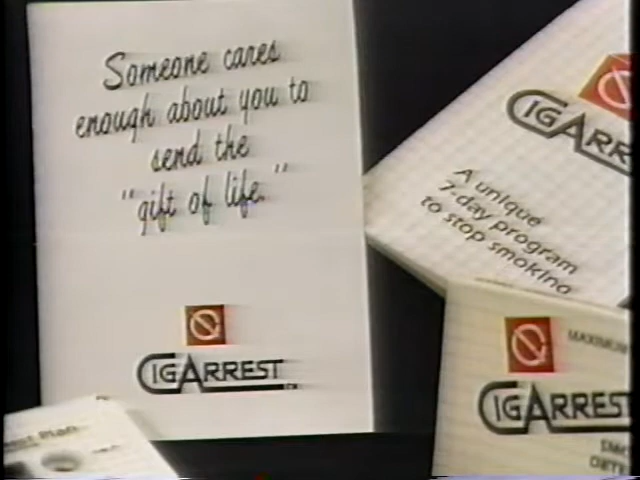 Someone cares
enough about you to
send the
"gift of life."
CIGARREST
CIGARR
A unique
7-day program
to stop smoking
MAXIMUM
CIGARREST